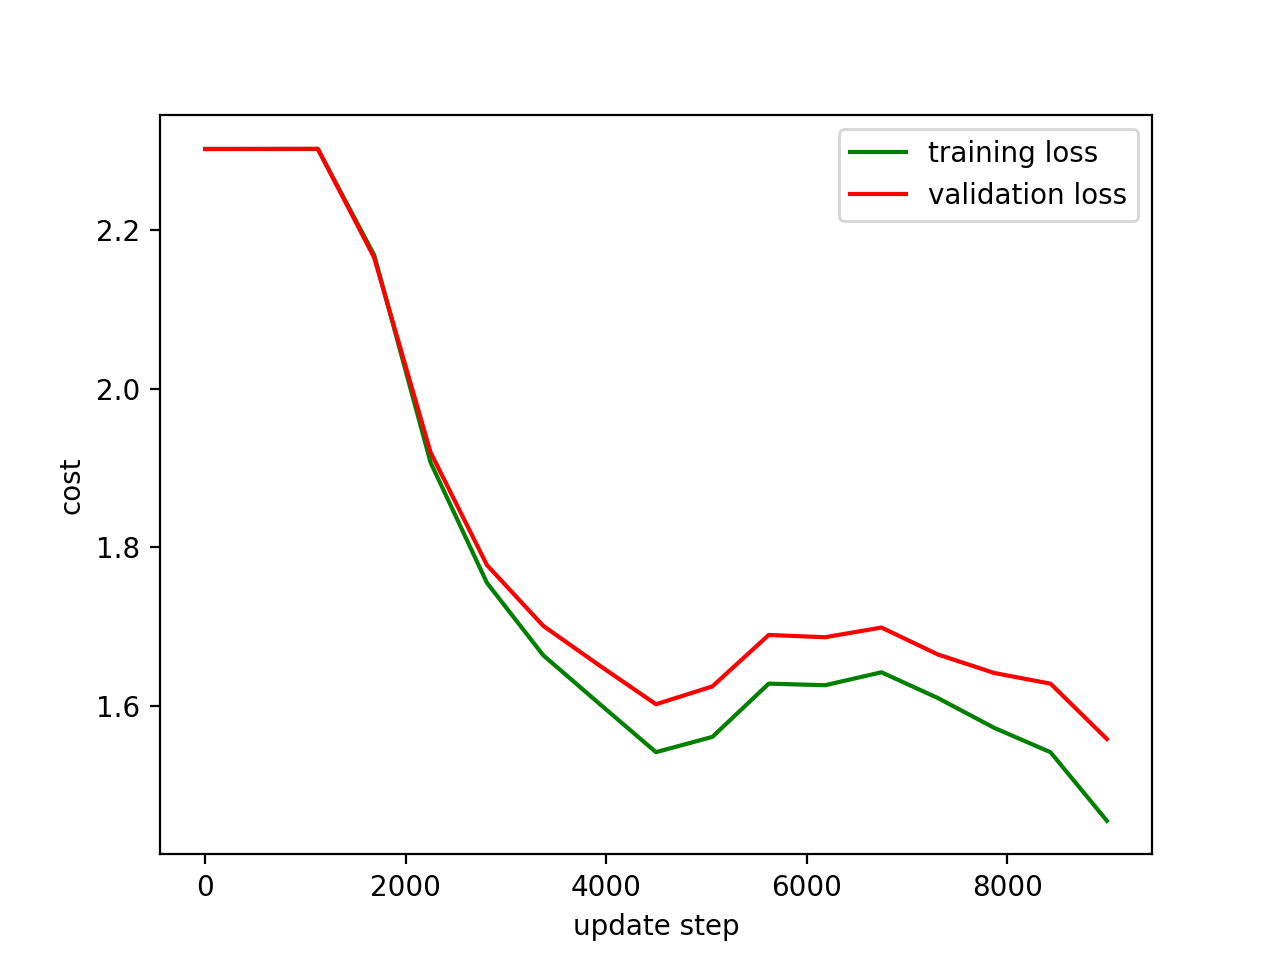 training loss
validation loss
2.2
2.0
1.8
1.6
cost
0 2000 4000 6000 8000
update step